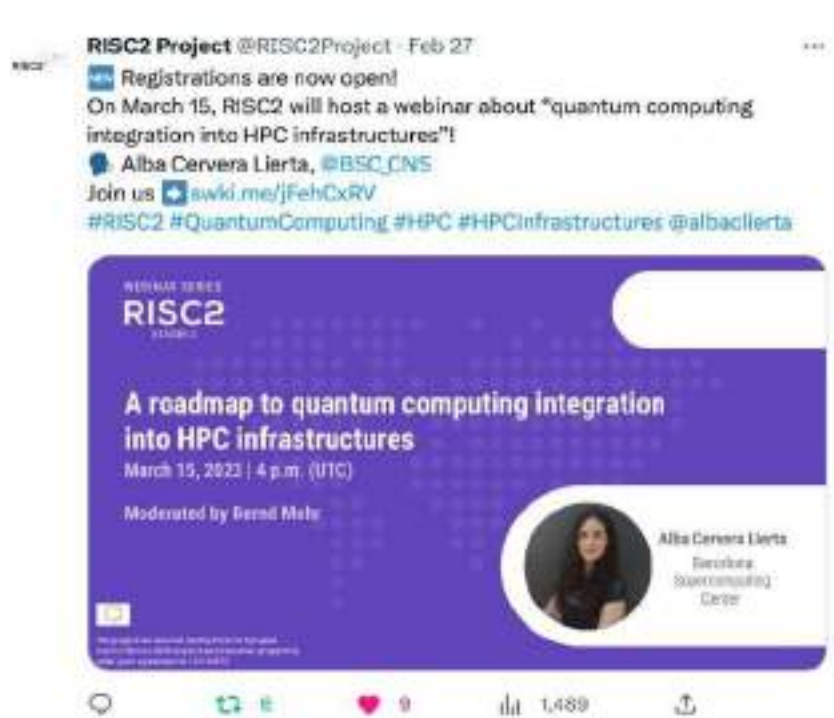 RISC2 Project @RISC2Project · Feb 27
NEW Registrations are now open!
On March 15, RISC2 will host a webinar about “quantum computing
integration into HPC infrastructures”!
Alba Cervera Lierta, @BSC_CNS
Join us swki.me/jFehCxRV
#RISC2 #QuantumComputing #HPC #HPCInfrastructures @albaclierta
WEBINAR SERIES
RISC2
A roadmap to quantum computing integration
into HPC infrastructures
March 15, 2023 | 4 p.m. (UTC)
Moderated by Bernd Mohr
Alba Cervera Lierta
Barcelona
Supercomputing
Center
6 9 1,489